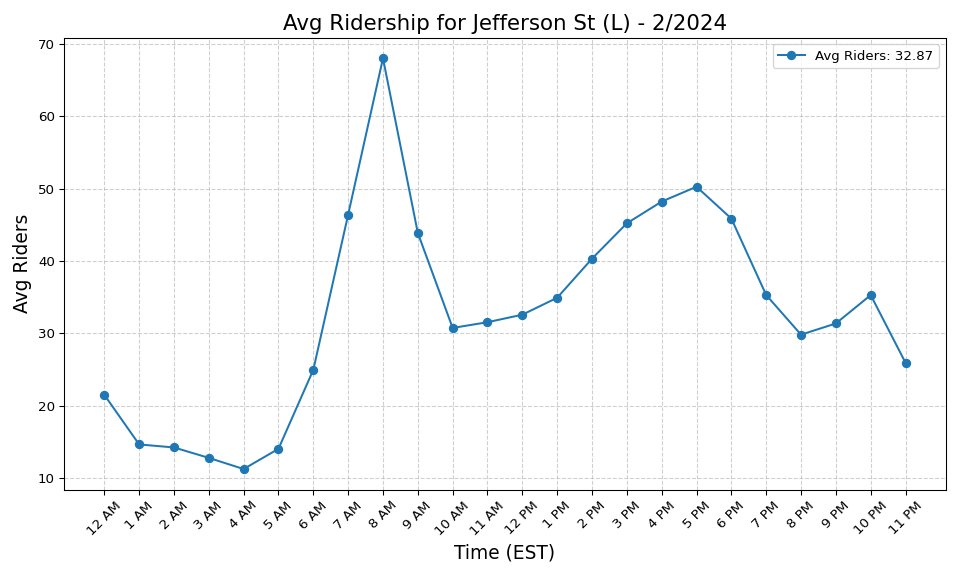 Avg Ridership for Jefferson St (L) - 2/2024
Avg Riders: 32.87
Avg Riders
70
60
50
40
30
20
10
12 AM
1 AM
2 AM
3 AM
4 AM
5 AM
6 AM
7 AM
8 AM
9 AM
10 AM
11 AM
12 PM
1 PM
2 PM
3 PM
4 PM
5 PM
6 PM
7 PM
8 PM
9 PM
10 PM
11 PM
Time (EST)